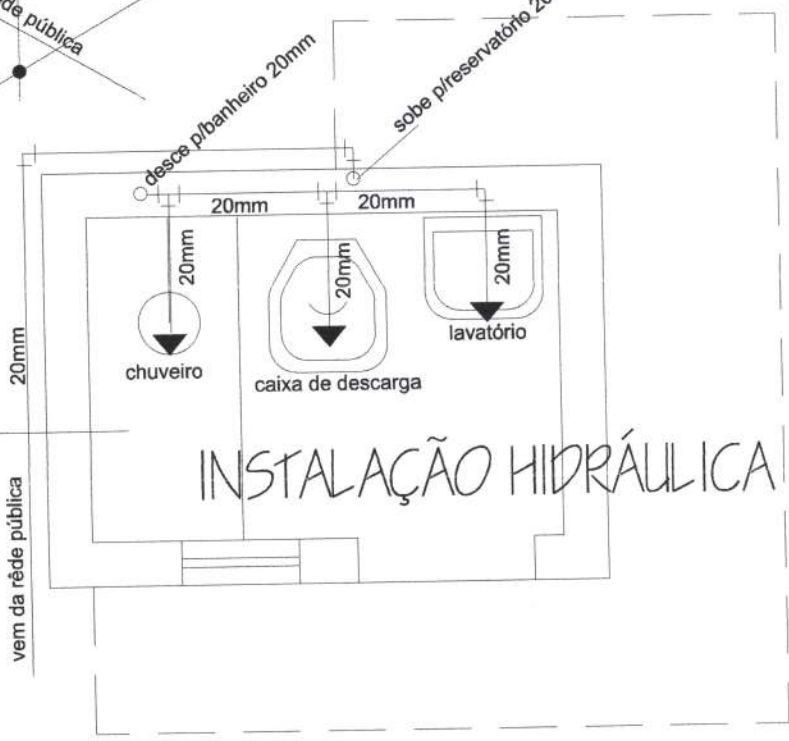 rêde pública
desce p/banheiro 20mm
sobe p/reservatório
20mm
20mm
20mm
20mm
20mm
20mm
chuveiro
caixa de descarga
lavatório
INSTALAÇÃO HIDRÁULICA
vem da rêde pública